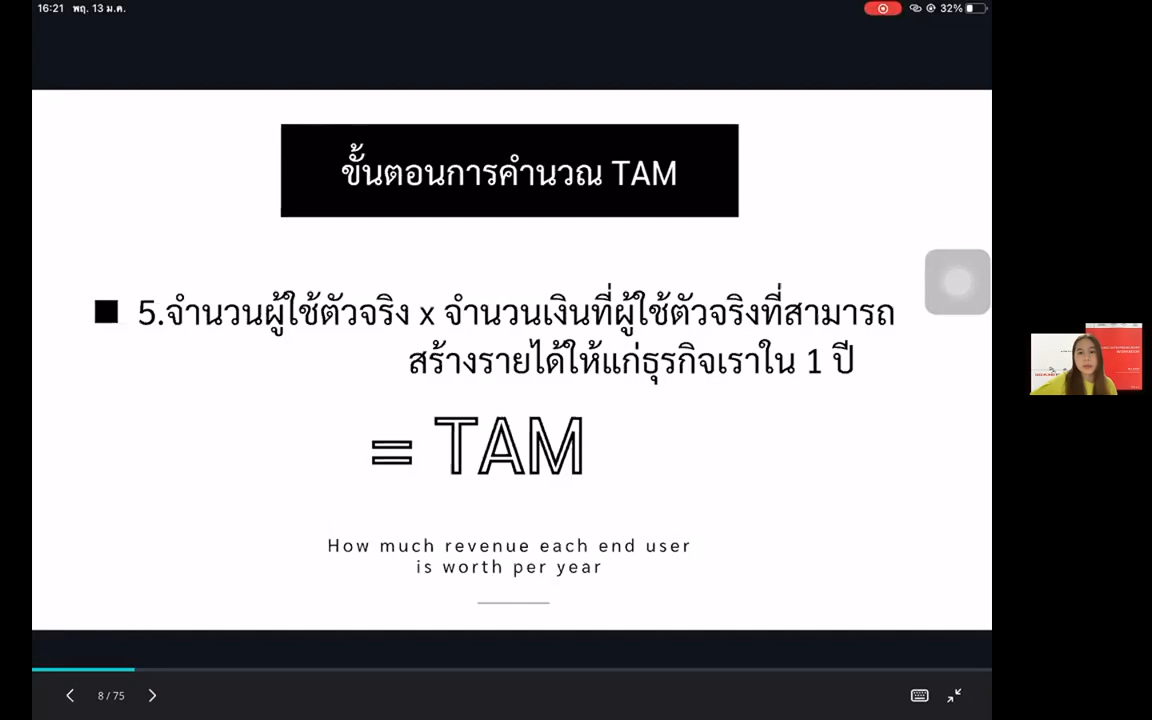 16:21 พฤ. 13 ม.ค.
32%
ขั้นตอนการคำนวณ TAM
5.จำนวนผู้ใช้ตัวจริง x จำนวนเงินที่ผู้ใช้ตัวจริงที่สามารถ
สร้างรายได้ให้แก่ธุรกิจเราใน 1 ปี
= TAM
How much revenue each end user
is worth per year
8 / 75